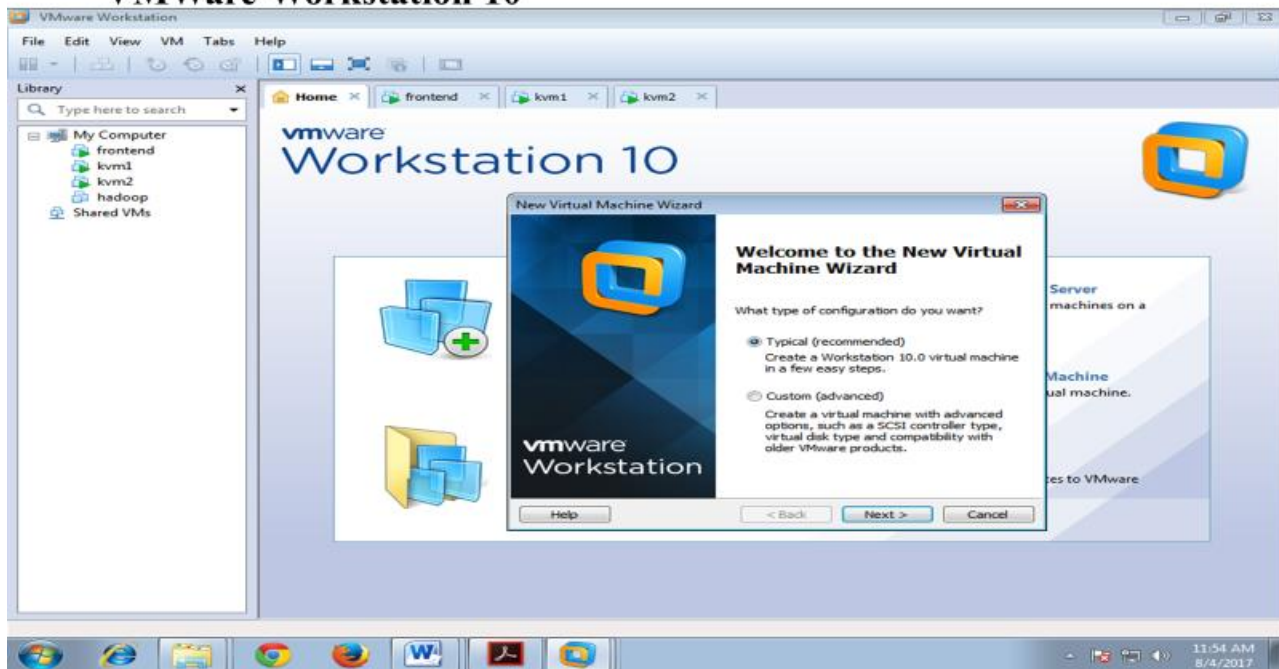 VMWare Workstation 10
VMware Workstation
File Edit View VM Tabs Help
Library
Type here to search
My Computer
frontend
kvm1
kvm2
hadoop
Shared VMs
Home
frontend
kvm1
kvm2
vmware
Workstation 10
New Virtual Machine Wizard
Welcome to the New Virtual
Machine Wizard
What type of configuration do you want?
Typical (recommended)
Create a Workstation 10.0 virtual machine
in a few easy steps.
Custom (advanced)
Create a virtual machine with advanced
options, such as a SCSI controller type,
virtual disk type and compatibility with
older VMware products.
vmware
Workstation
Help
< Back
Next >
Cancel
Server
machines on a
Machine
ual machine.
es to VMware
11:54 AM
8/4/2017